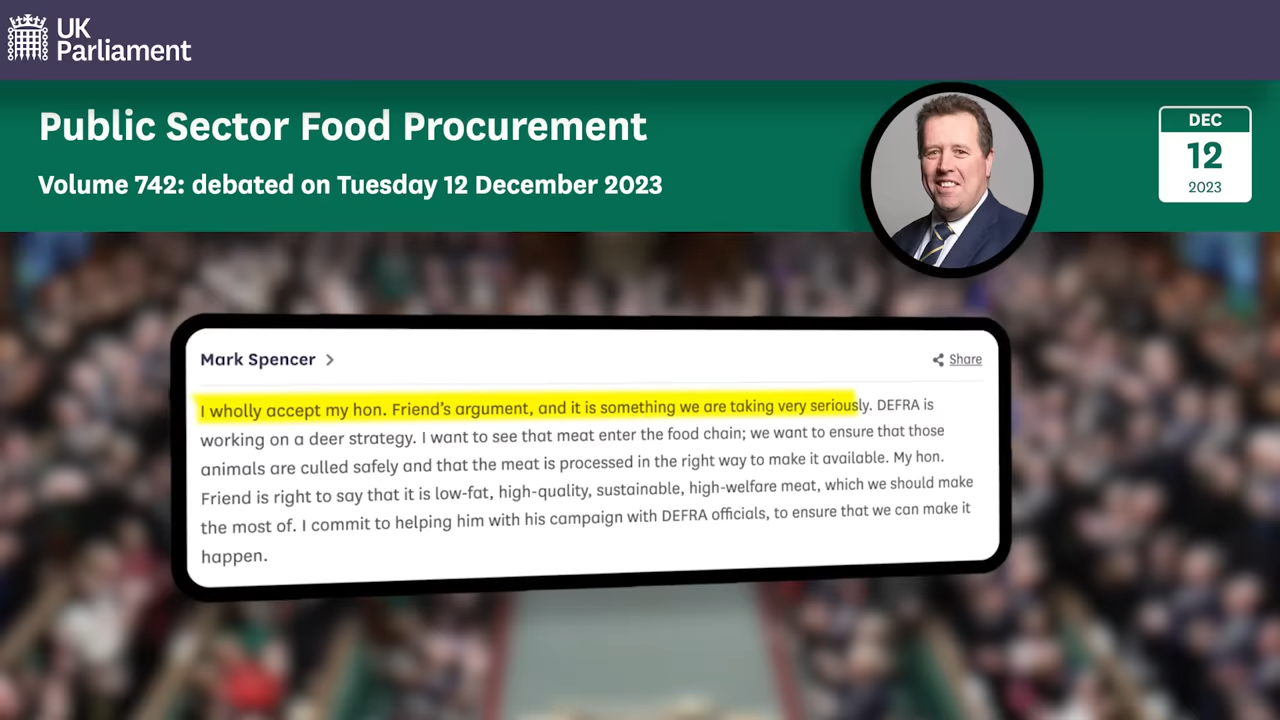 UK
Parliament
Public Sector Food Procurement
Volume 742: debated on Tuesday 12 December 2023
DEC
12
2023
Mark Spencer
Share
I wholly accept my hon. Friend's argument, and it is something we are taking very seriously. DEFRA is
working on a deer strategy. I want to see that meat enter the food chain; we want to ensure that those
animals are culled safely and that the meat is processed in the right way to make it available. My hon.
Friend is right to say that it is low-fat, high-quality, sustainable, high-welfare meat, which we should make
the most of. I commit to helping him with his campaign with DEFRA officials, to ensure that we can make it
happen.